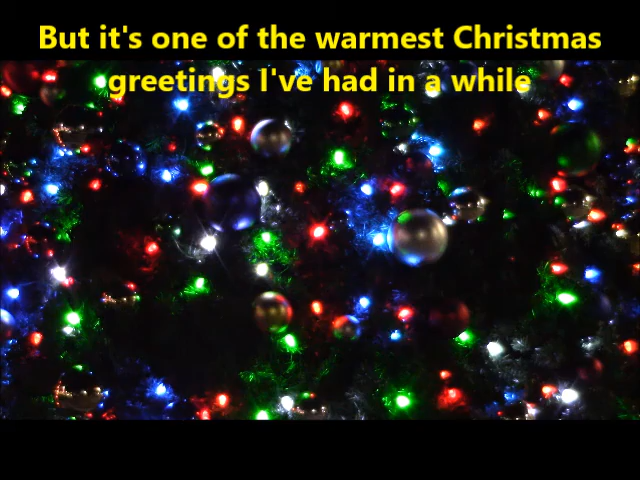 But it's one of the warmest Christmas
greetings I've had in a while